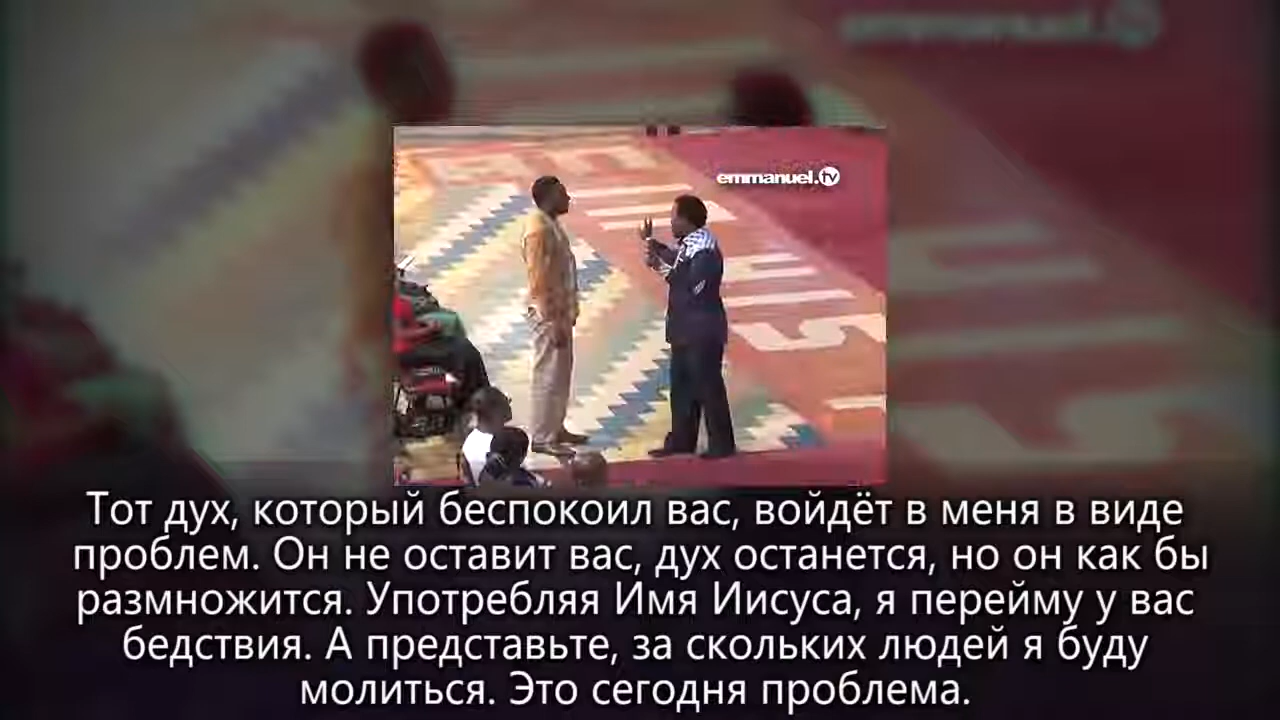 emmanuel.tv
Тот дух, который беспокоил вас, войдёт в меня в виде
проблем. Он не оставит вас, дух останется, но он как бы
размножится. Употребляя Имя Иисуса, я перейму у вас
бедствия. А представьте, за скольких людей я буду
молиться. Это сегодня проблема.